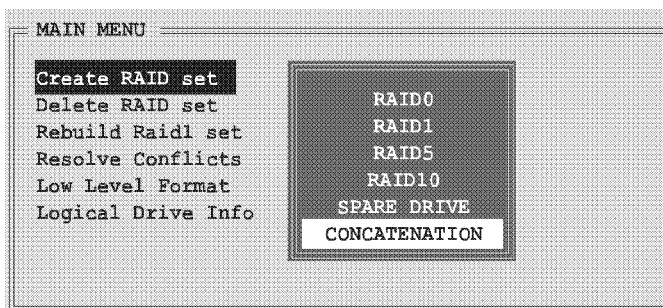 MAIN MENU
Create RAID set
Delete RAID set
Rebuild Raid1 set
Resolve Conflicts
Low Level Format
Logical Drive Info
RAID0
RAID1
RAID5
RAID10
SPARE DRIVE
CONCATENATION